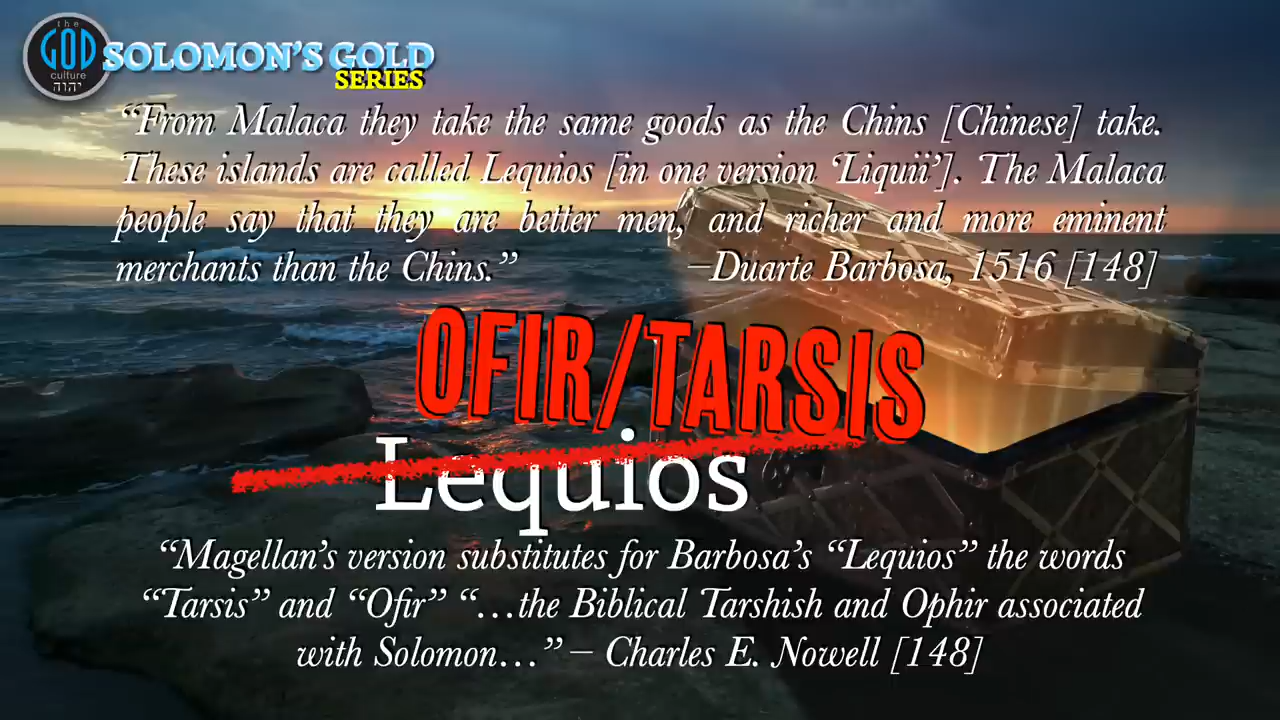 the
GOD
culture
יהוה
SOLOMON'S GOLD
SERIES
“From Malaca they take the same goods as the Chins [Chinese] take.
These islands are called Lequios [in one version ‘Liquii’]. The Malaca
people say that they are better men, and richer and more eminent
merchants than the Chins.” –Duarte Barbosa, 1516 [148]
OFIR/TARSIS
Lequios
“Magellan’s version substitutes for Barbosa’s “Lequios” the words
“Tarsis” and “Ofir” “…the Biblical Tarshish and Ophir associated
with Solomon…” – Charles E. Nowell [148]